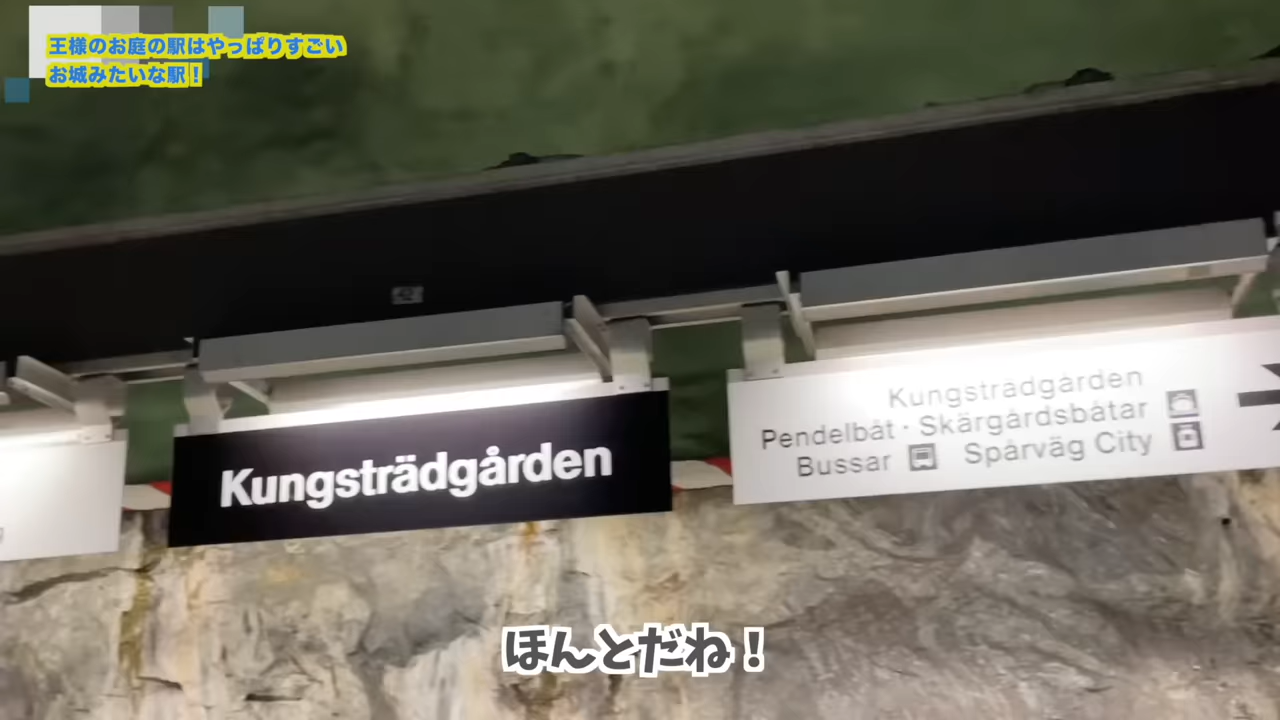 王様のお庭の駅はやっぱりすごい
お城みたいな駅！
42
Kungsträdgården
Kungsträdgården
Pendelbåt · Skärgårdsbåtar
Bussar Spårväg City
ほんとだね！